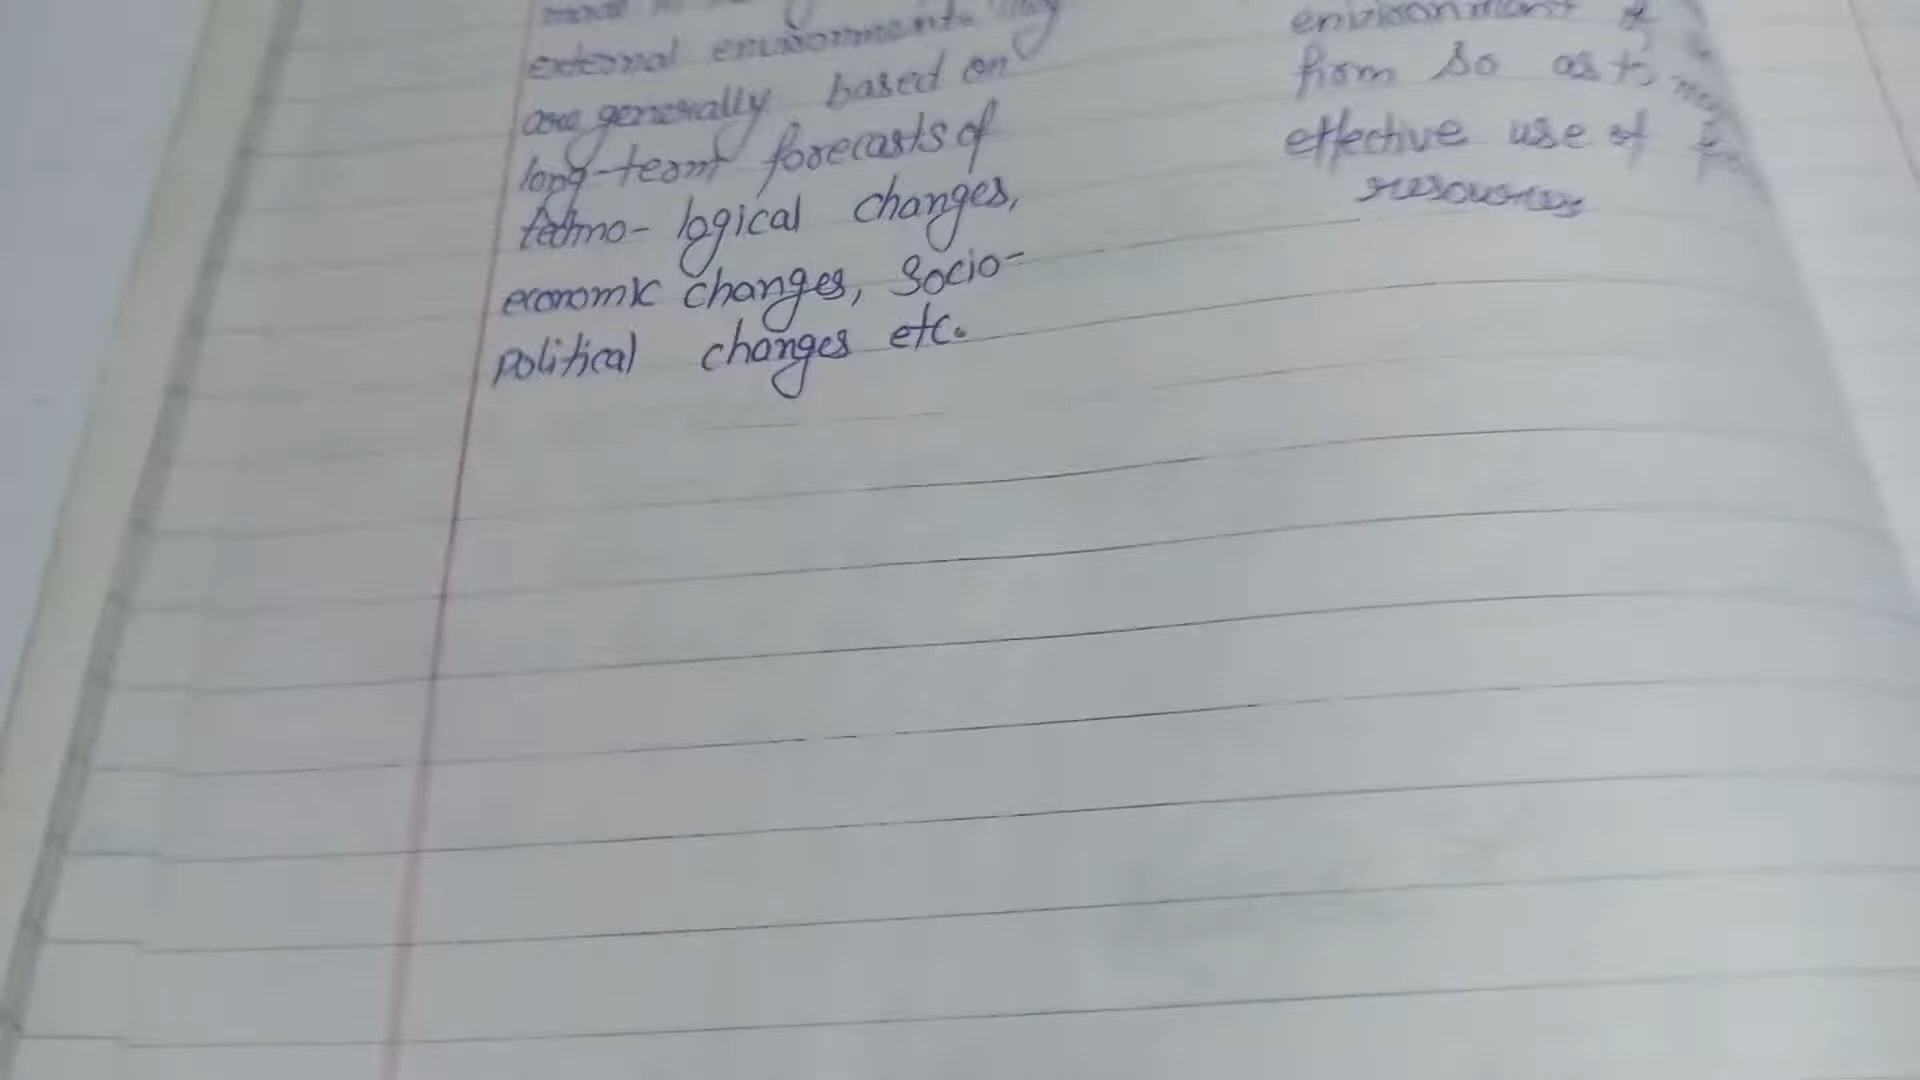 external environment. They
are generally based on
long-term forecasts of
techno-logical changes,
economic changes, Socio-
political changes etc.
environment &
from so as to
effective use of
resources